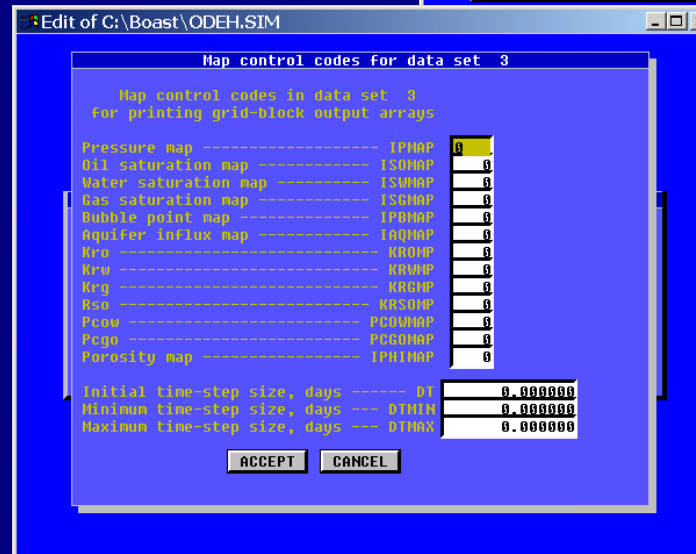 Edit of C:\Boast\ODEH.SIM
Map control codes for data set 3
Map control codes in data set 3
for printing grid-block output arrays
Pressure map ------------------- IPMAP 0
Oil saturation map ------------ ISOMAP 0
Water saturation map ---------- ISWMAP 0
Gas saturation map ------------ ISGMAP 0
Bubble point map -------------- IPBMAP 0
Aquifer influx map ------------ IAQMAP 0
Kro ---------------------------- KROMP 0
Krw ---------------------------- KRWMP 0
Krg ---------------------------- KRGMP 0
Rso --------------------------- KRSOMP 0
Pcow ------------------------- PCOWMAP 0
Pcgo ------------------------- PCGOMAP 0
Porosity map ----------------- IPHIMAP 0
Initial time-step size, days ------ DT 0.000000
Minimum time-step size, days --- DTMIN 0.000000
Maximum time-step size, days --- DTMAX 0.000000
ACCEPT CANCEL